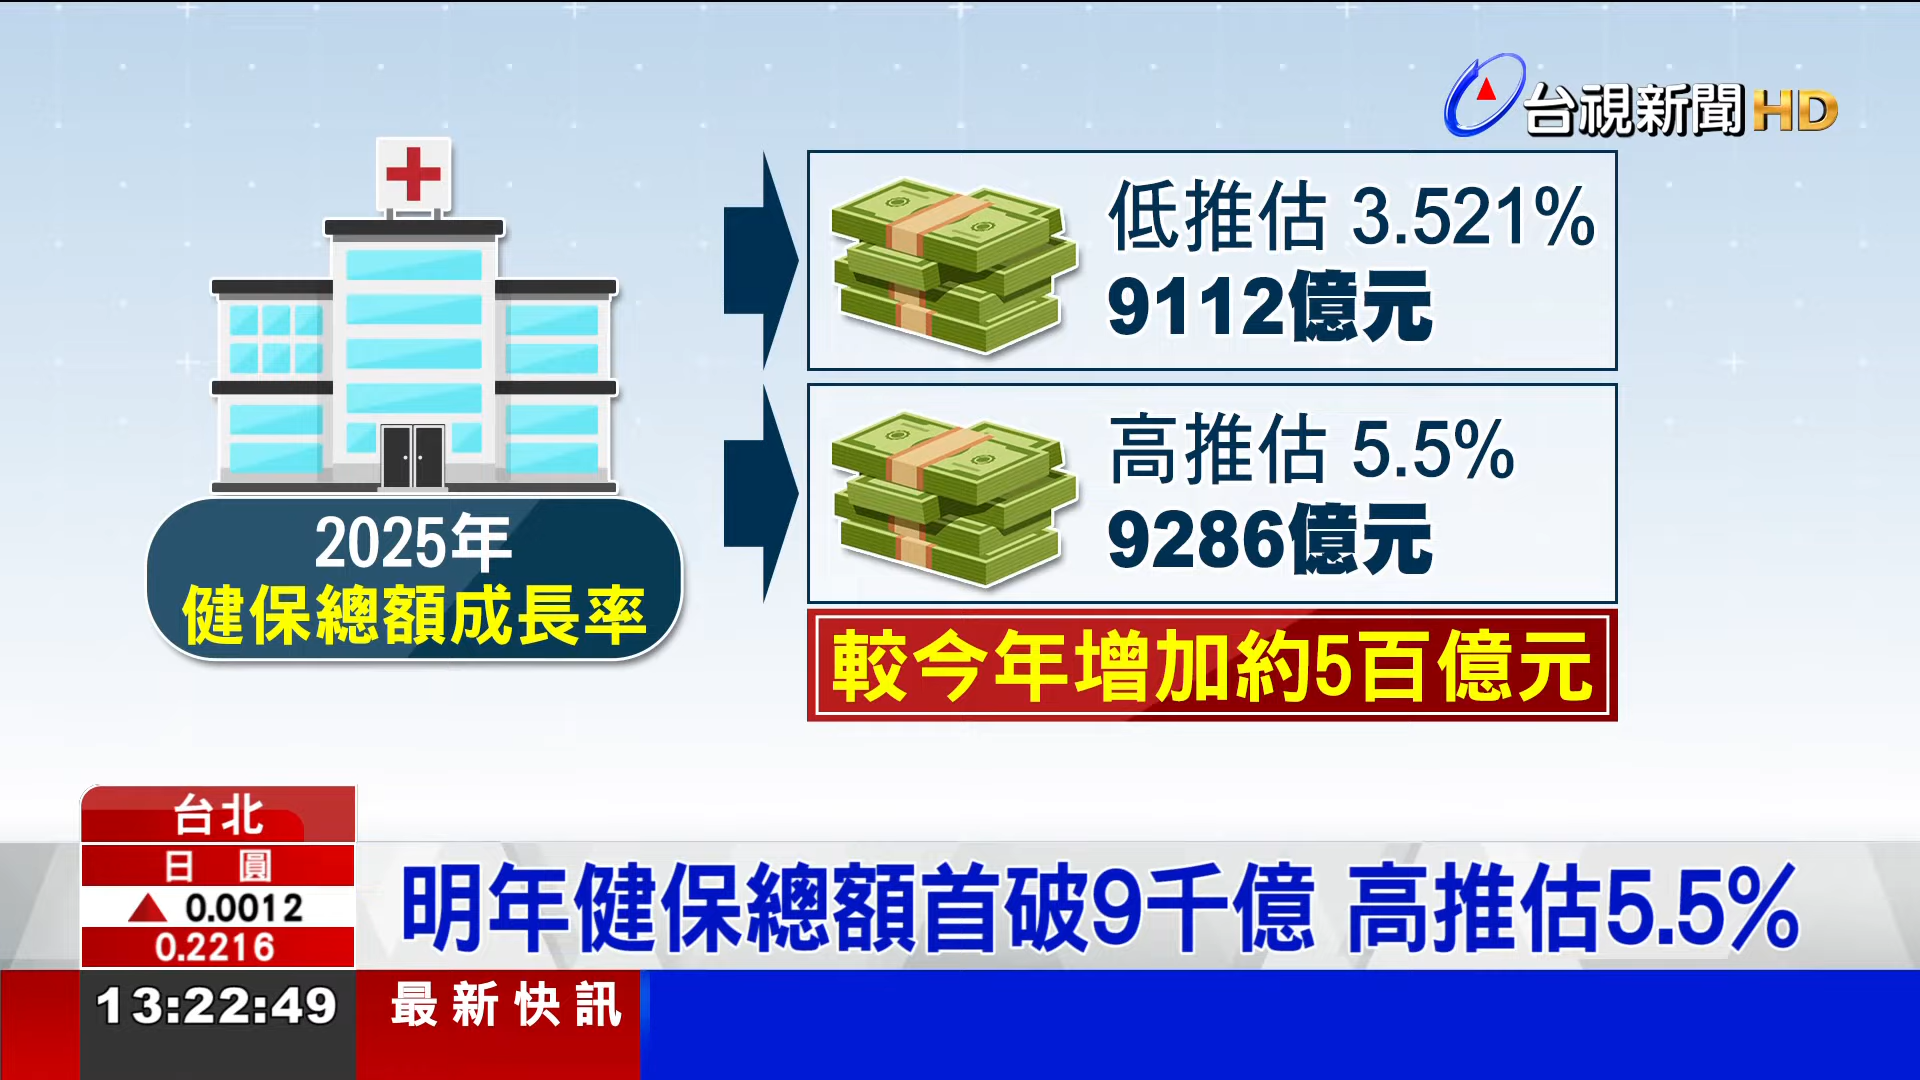 台視新聞HD
低推估 3.521%
9112億元
高推估 5.5%
9286億元
較今年增加約5百億元
2025年
健保總額成長率
台北
日 圓
▲ 0.0012
0.2216
明年健保總額首破9千億 高推估5.5%
13:22:49
最新快訊